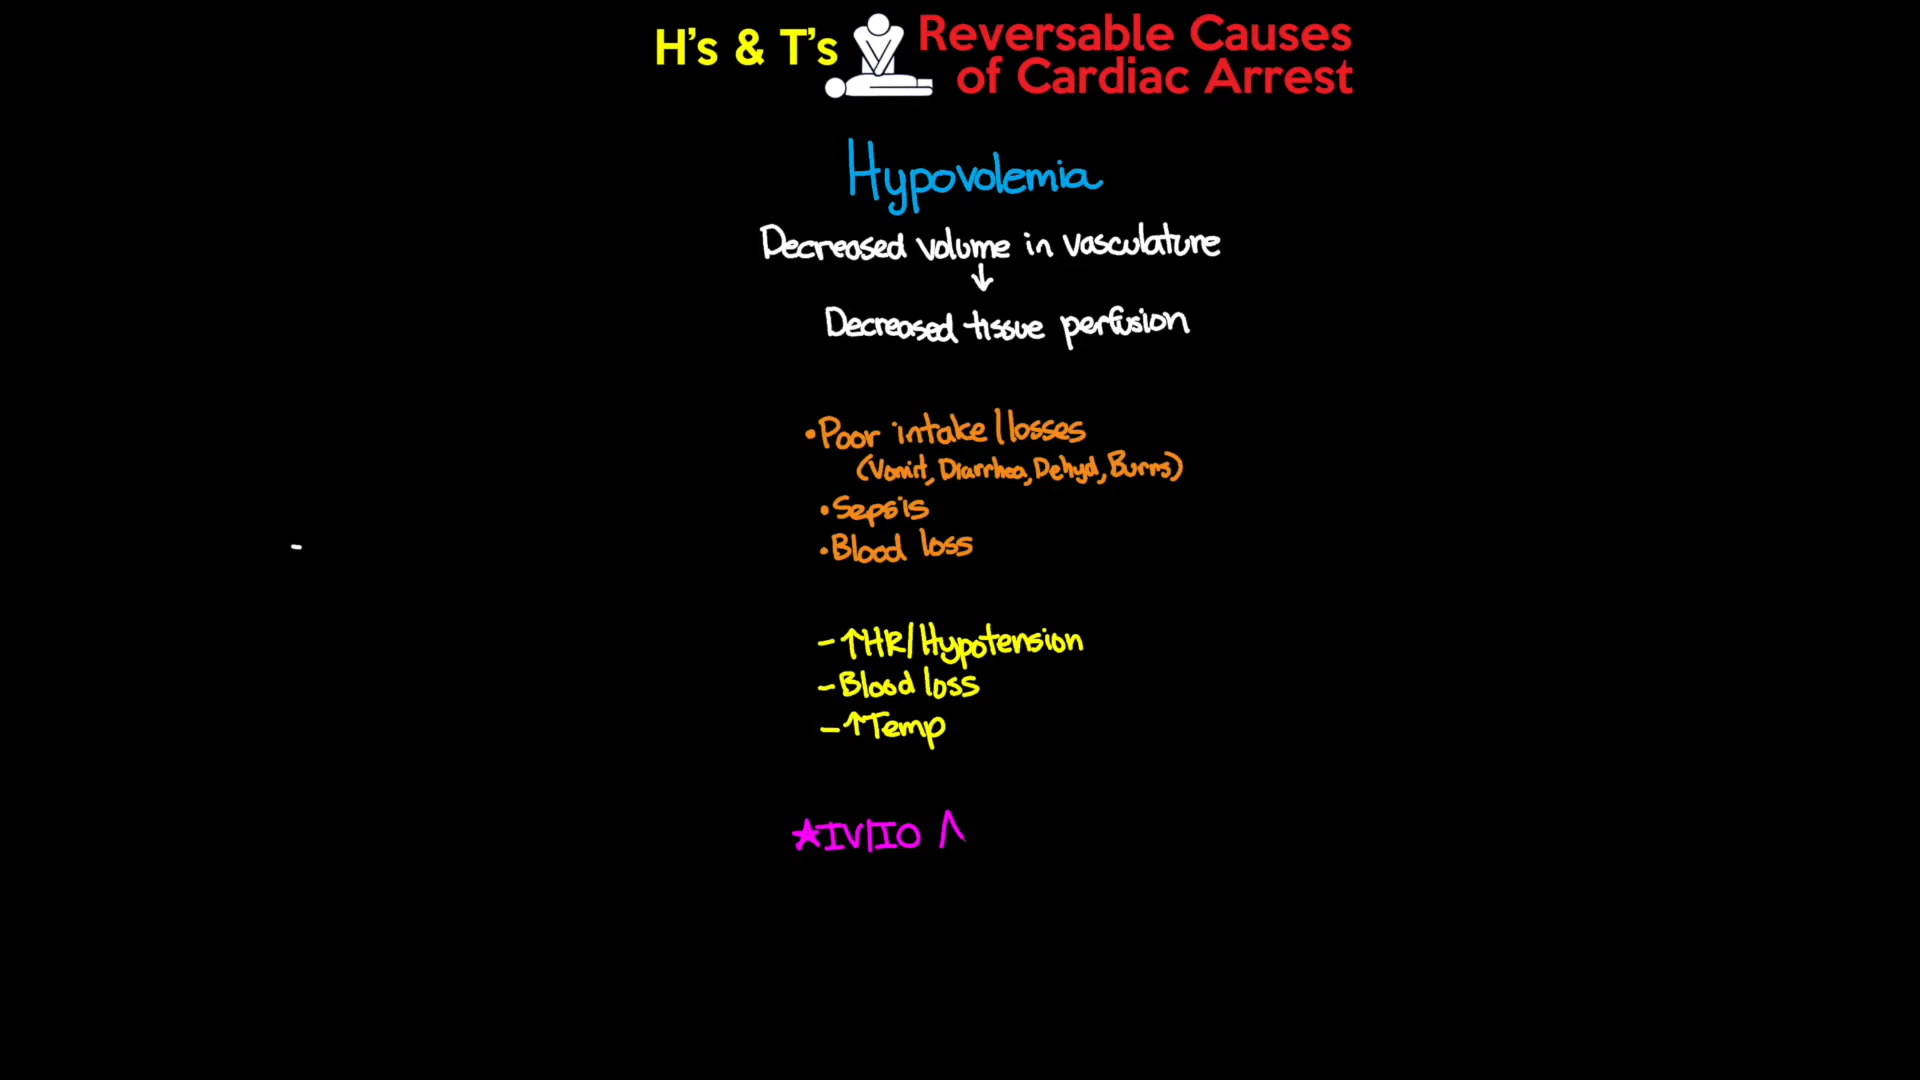 H's & T's
Reversable Causes
of Cardiac Arrest
Hypovolemia
Decreased volume in vasculature
↓
Decreased tissue perfusion
•Poor intake/losses
(Vomit, Diarrhea, Dehyd, Burns)
•Sepsis
•Blood loss
-↑HR/Hypotension
-Blood loss
-↑Temp
★IV/IO